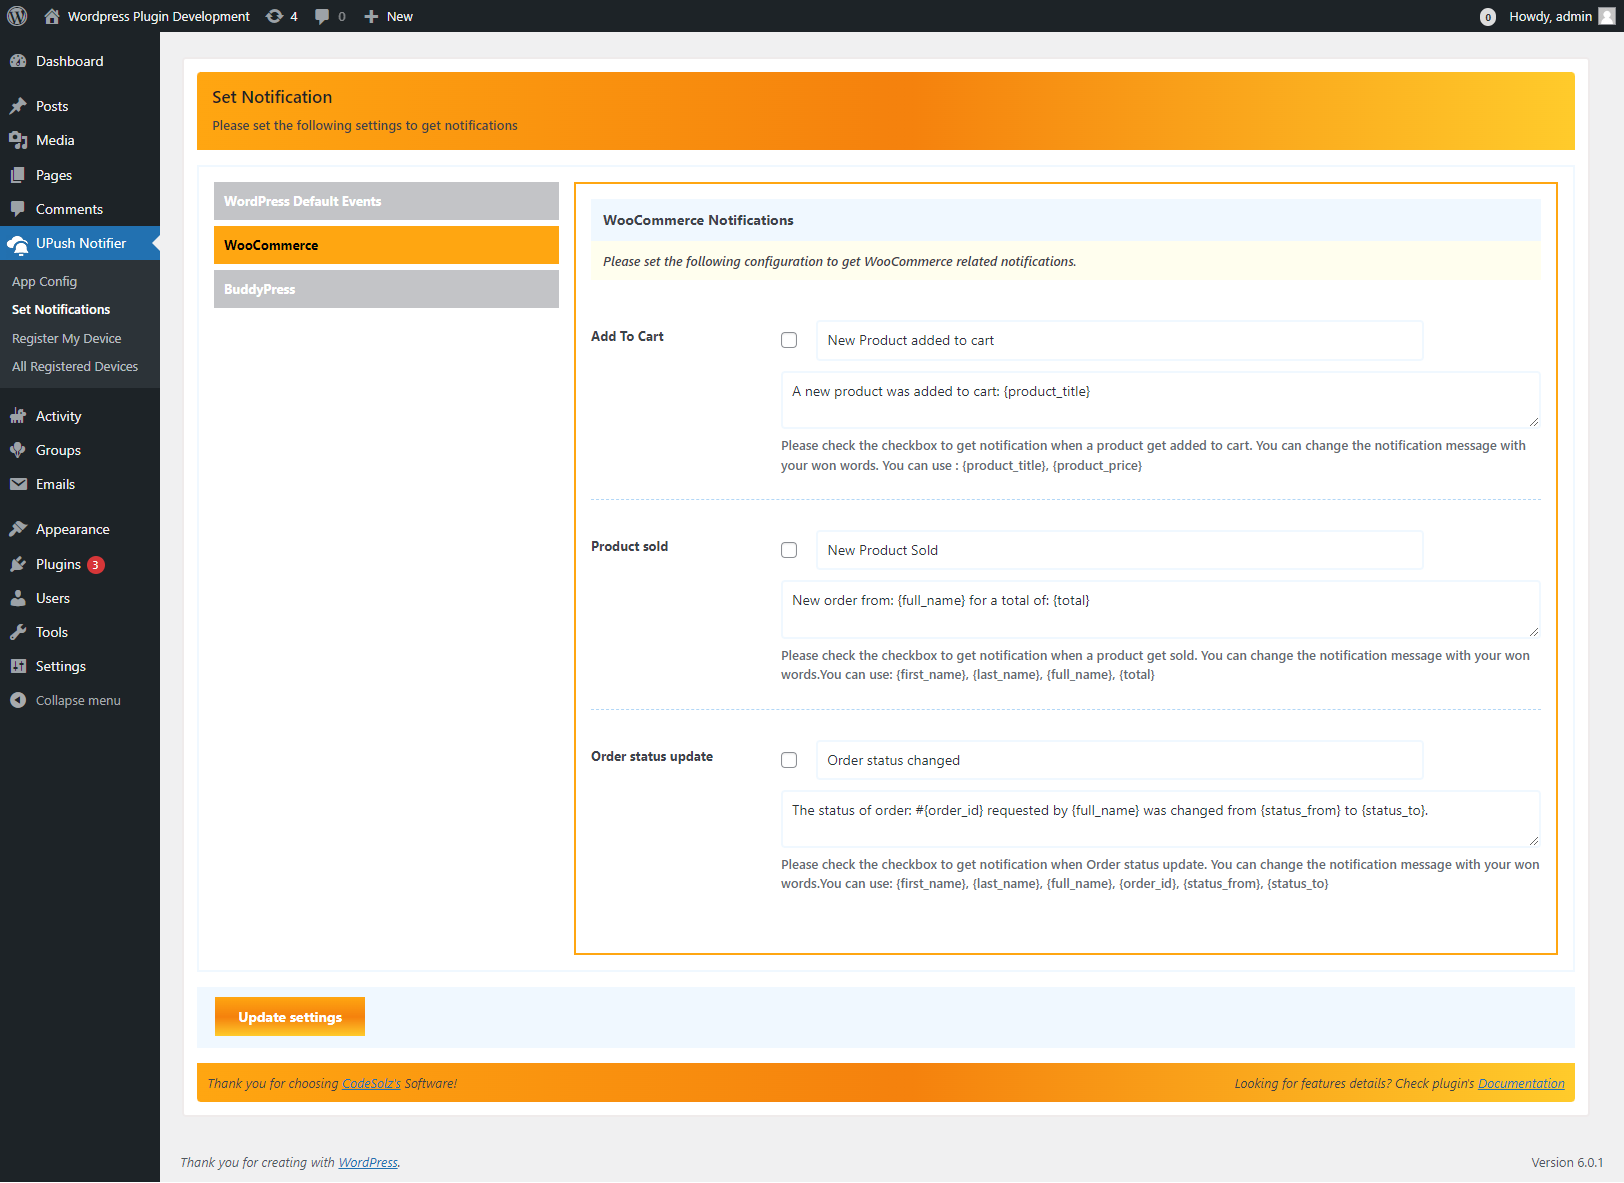 Wordpress Plugin Development 4 0 New 0 Howdy, admin
Dashboard
Posts
Media
Pages
Comments
UPush Notifier
App Config
Set Notifications
Register My Device
All Registered Devices
Activity
Groups
Emails
Appearance
Plugins 3
Users
Tools
Settings
Collapse menu
Set Notification
Please set the following settings to get notifications
WordPress Default Events
WooCommerce
BuddyPress
WooCommerce Notifications
Please set the following configuration to get WooCommerce related notifications.
Add To Cart
New Product added to cart
A new product was added to cart: {product_title}
Please check the checkbox to get notification when a product get added to cart. You can change the notification message with
your won words. You can use : {product_title}, {product_price}
Product sold
New Product Sold
New order from: {full_name} for a total of: {total}
Please check the checkbox to get notification when a product get sold. You can change the notification message with your won
words.You can use: {first_name}, {last_name}, {full_name}, {total}
Order status update
Order status changed
The status of order: #{order_id} requested by {full_name} was changed from {status_from} to {status_to}.
Please check the checkbox to get notification when Order status update. You can change the notification message with your won
words.You can use: {first_name}, {last_name}, {full_name}, {order_id}, {status_from}, {status_to}
Update settings
Thank you for choosing CodeSolz's Software!
Looking for features details? Check plugin's Documentation
Thank you for creating with WordPress.
Version 6.0.1